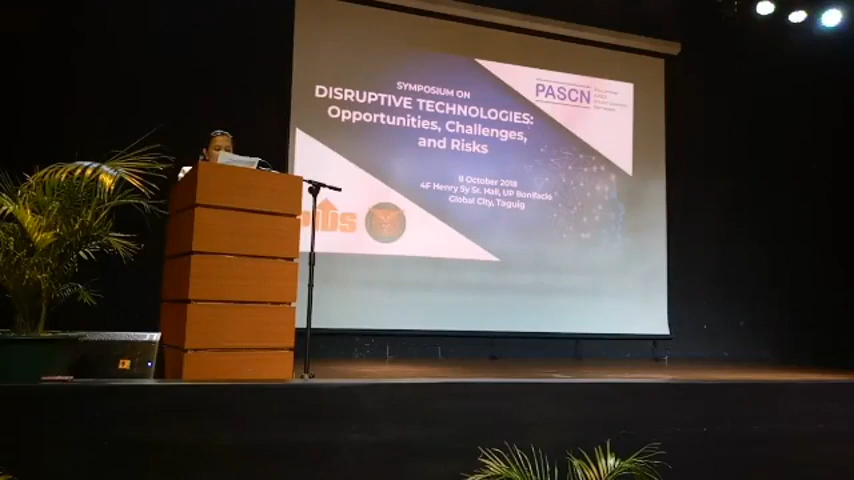 SYMPOSIUM ON
DISRUPTIVE TECHNOLOGIES:
Opportunities, Challenges,
and Risks
8 October 2018
4F Henry Sy Sr. Hall, UP Bonifacio
Global City, Taguig
PASCN